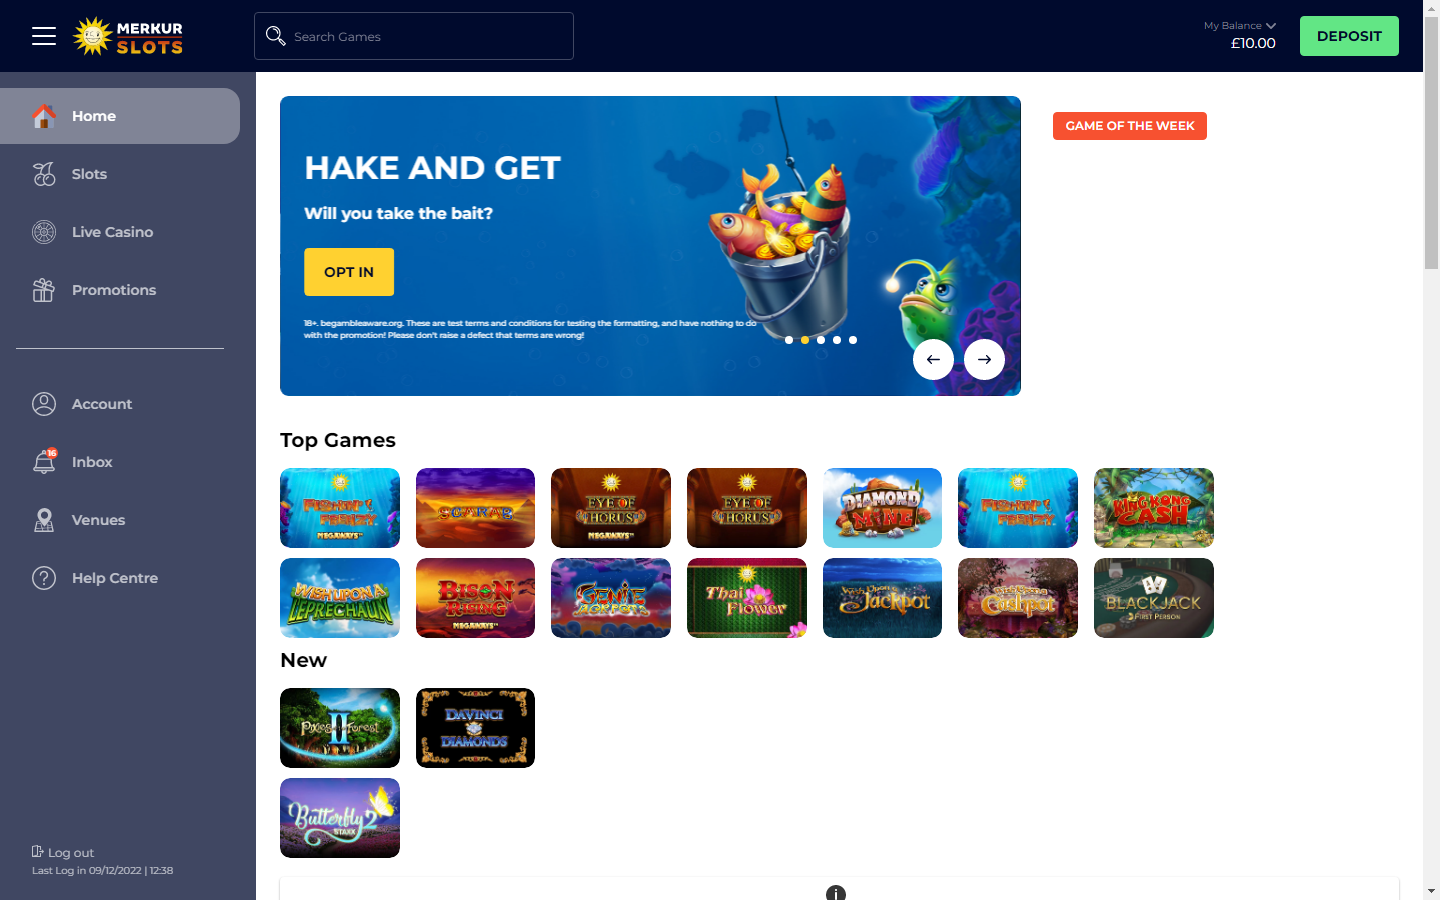 MERKUR
SLOTS
Search Games
My Balance
£10.00
DEPOSIT
Home
Slots
Live Casino
Promotions
Account
16
Inbox
Venues
Help Centre
Log out
Last Log in 09/12/2022 | 12:38
HAKE AND GET
Will you take the bait?
OPT IN
18+. begambleaware.org. These are test terms and conditions for testing the formatting, and have nothing to do
with the promotion! Please don't raise a defect that terms are wrong!
GAME OF THE WEEK
Top Games
FISHIN' FRENZY MEGAWAYS™
SCARAB
EYE OF HORUS MEGAWAYS™
EYE OF HORUS
DIAMOND MINE
FISHIN' FRENZY
KING KONG CASH
WISH UPON A LEPRECHAUN
BISON RISING MEGAWAYS™
GENIE JACKPOTS
Thai Flower
Wish Upon a Jackpot
Cashpot
BLACKJACK FIRST PERSON
New
Pixies of the Forest II
DAVINCI DIAMONDS
Butterfly STAXX 2
i